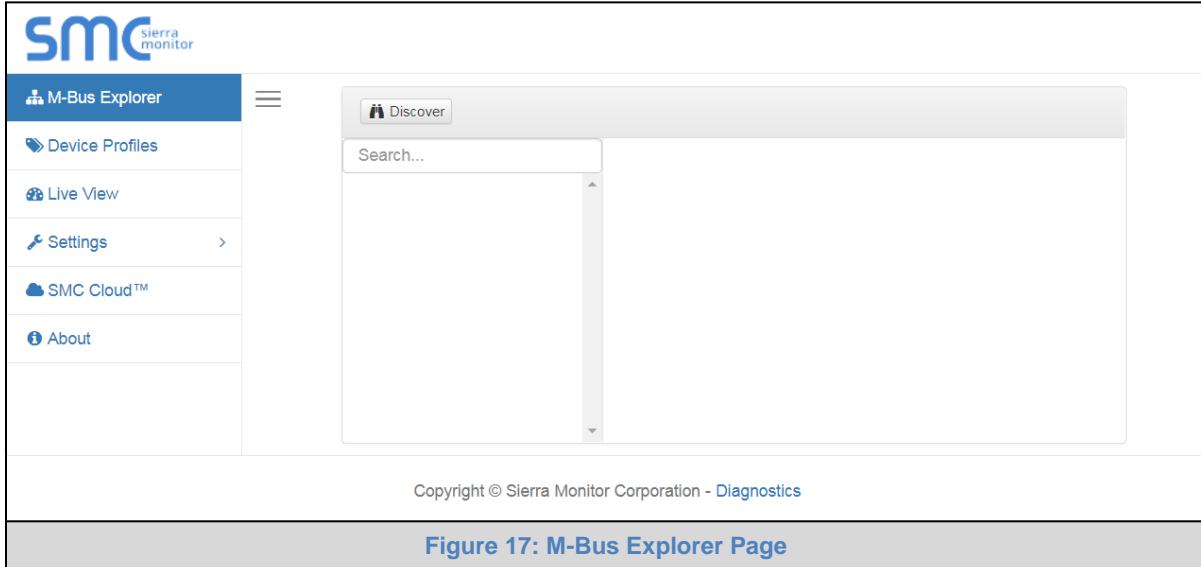 SMC sierra monitor
M-Bus Explorer
Device Profiles
Live View
Settings
SMC Cloud™
About
Discover
Search...
Copyright © Sierra Monitor Corporation - Diagnostics
Figure 17: M-Bus Explorer Page